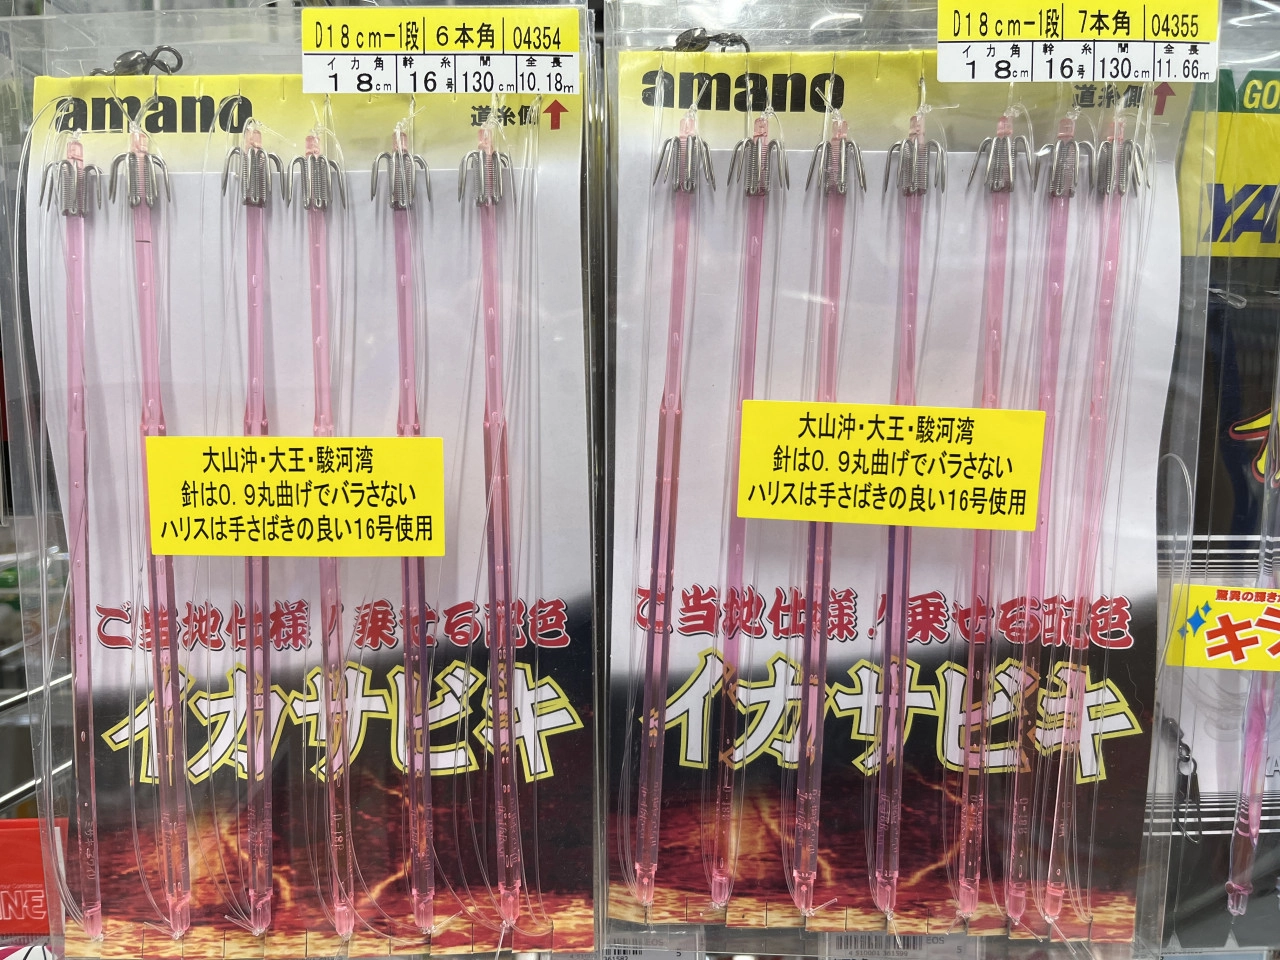 D18cm-1段 6本角 04354
イカ角 幹糸 間 全長
18cm 16号 130cm 10.18m
amano
道糸側
大山沖・大王・駿河湾
針は0.9丸曲げでバラさない
ハリスは手さばきの良い16号使用
ご当地仕様!乗せる配色
イカサビキ
D18cm-1段 7本角 04355
イカ角 幹糸 間 全長
18cm 16号 130cm 11.66m
amano
道糸側
大山沖・大王・駿河湾
針は0.9丸曲げでバラさない
ハリスは手さばきの良い16号使用
ご当地仕様!乗せる配色
イカサビキ
GO
YA
驚異の輝き
キラ